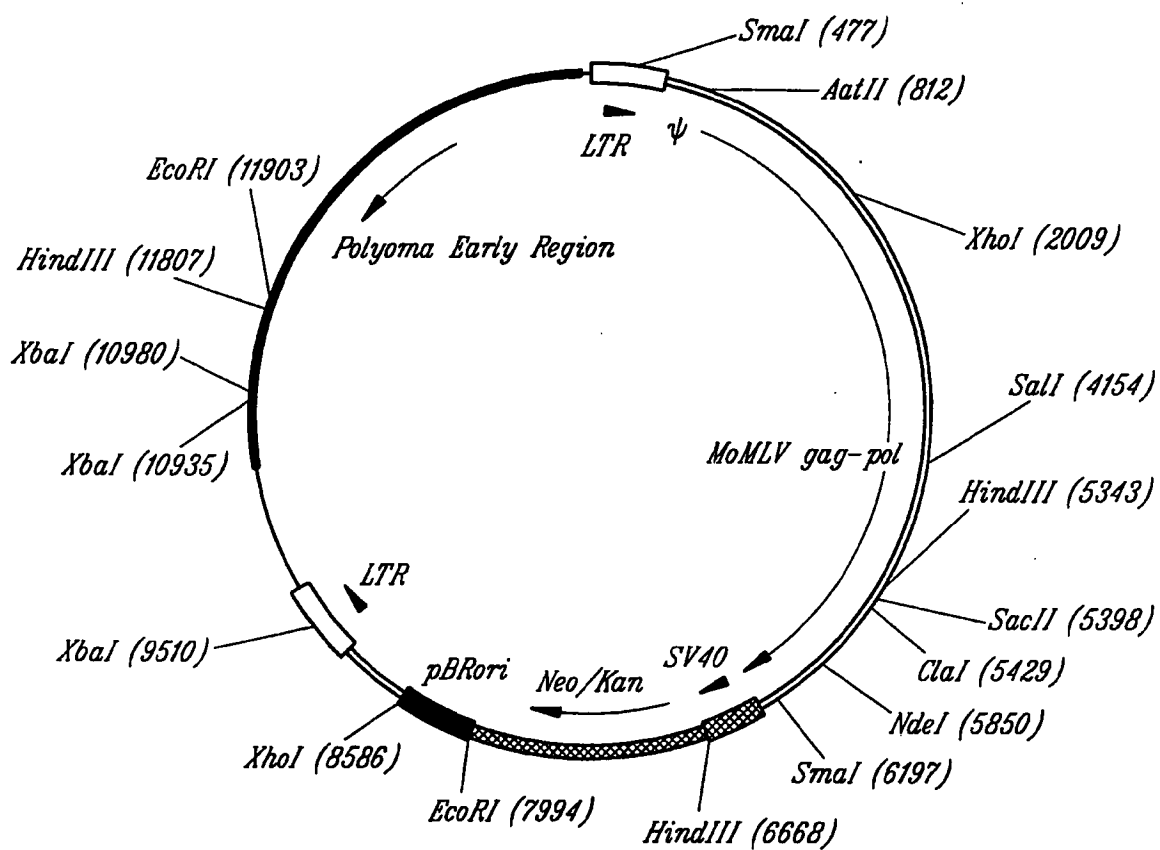 SmaI (477)
AatII (812)
LTR
ψ
EcoRI (11903)
Polyoma Early Region
XhoI (2009)
HindIII (11807)
XbaI (10980)
SalI (4154)
XbaI (10935)
MoMLV gag-pol
HindIII (5343)
LTR
SacII (5398)
XbaI (9510)
SV40
ClaI (5429)
pBRori
Neo/Kan
NdeI (5850)
XhoI (8586)
SmaI (6197)
EcoRI (7994)
HindIII (6668)